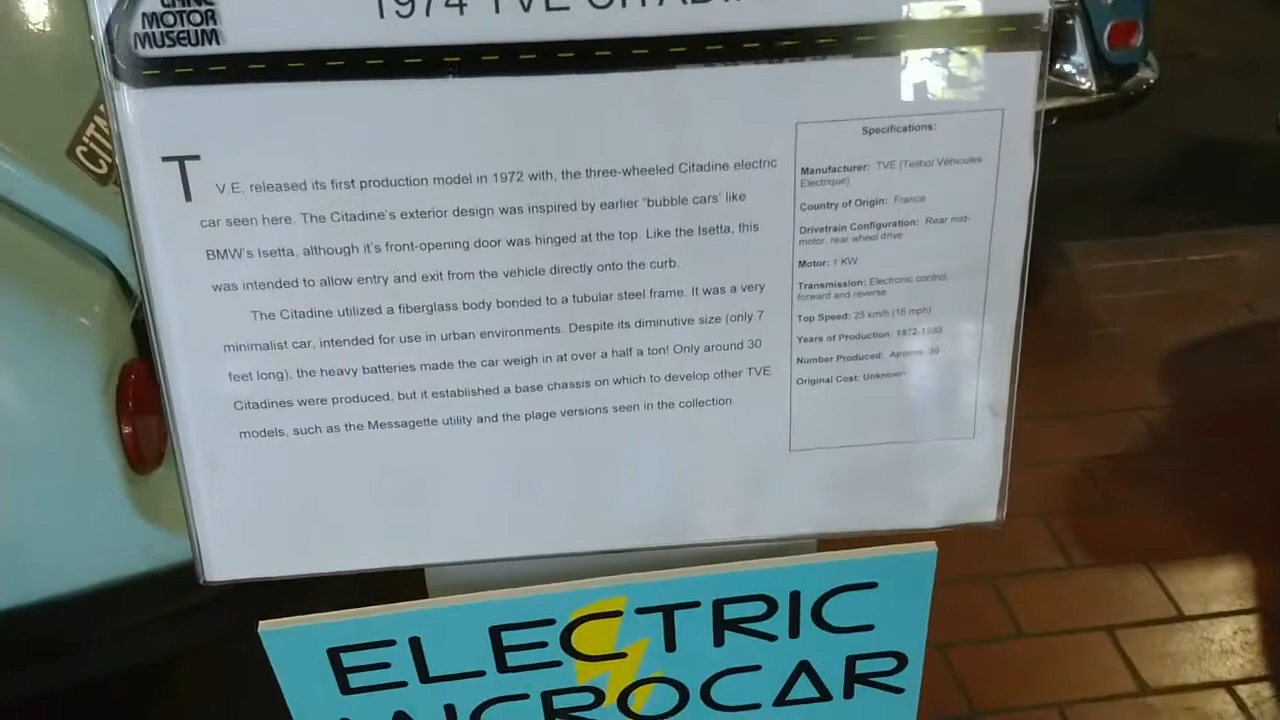 LANE
MOTOR
MUSEUM
1974 TVE CITADINE
CITA
T V.E. released its first production model in 1972 with, the three-wheeled Citadine electric
car seen here. The Citadine's exterior design was inspired by earlier "bubble cars' like
BMW's Isetta, although it's front-opening door was hinged at the top. Like the Isetta, this
was intended to allow entry and exit from the vehicle directly onto the curb.
The Citadine utilized a fiberglass body bonded to a tubular steel frame. It was a very
minimalist car, intended for use in urban environments. Despite its diminutive size (only 7
feet long), the heavy batteries made the car weigh in at over a half a ton! Only around 30
Citadines were produced, but it established a base chassis on which to develop other TVE
models, such as the Messagette utility and the plage versions seen in the collection.
Specifications:
Manufacturer: TVE (Teilhol Véhicules
Electrique)
Country of Origin: France
Drivetrain Configuration: Rear mid-
motor, rear wheel drive
Motor: 1 KW
Transmission: Electronic control,
forward and reverse
Top Speed: 25 km/h (16 mph)
Years of Production: 1972-1983
Number Produced: Approx. 30
Original Cost: Unknown
ELECTRIC
MICROCAR